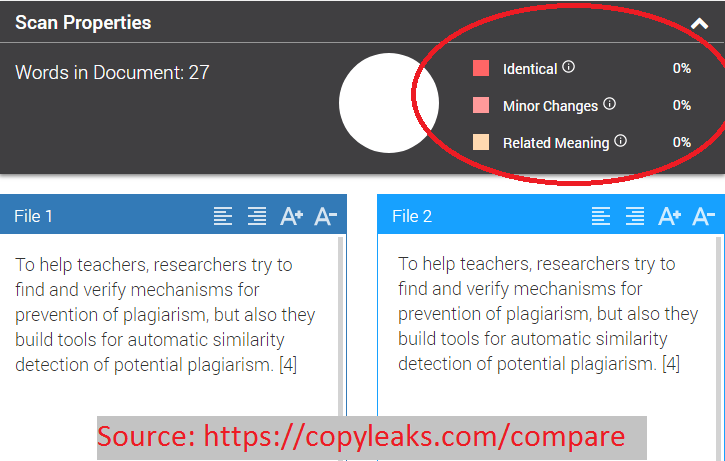 Scan Properties
Words in Document: 27
Identical 0%
Minor Changes 0%
Related Meaning 0%
File 1 A+ A-
To help teachers, researchers try to
find and verify mechanisms for
prevention of plagiarism, but also they
build tools for automatic similarity
detection of potential plagiarism. [4]
File 2 A+ A-
To help teachers, researchers try to
find and verify mechanisms for
prevention of plagiarism, but also they
build tools for automatic similarity
detection of potential plagiarism. [4]
Source: https://copyleaks.com/compare